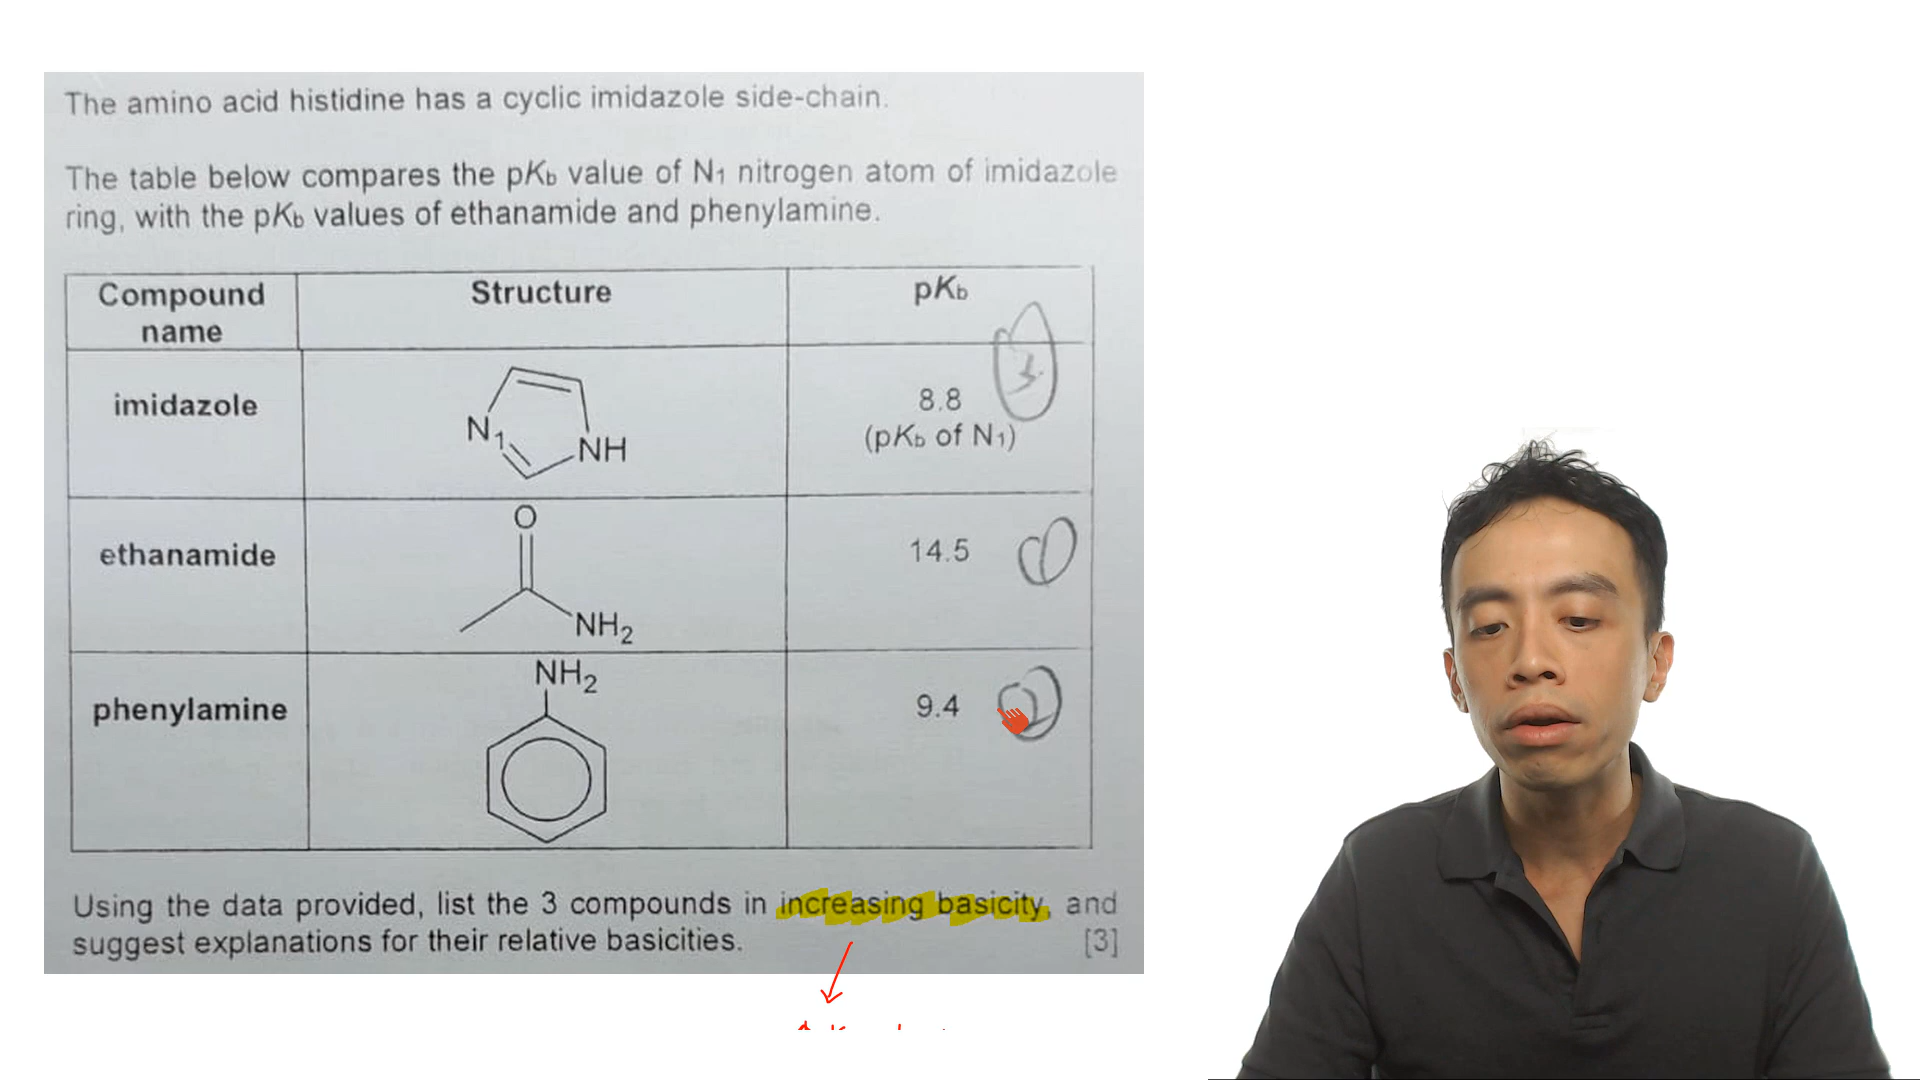 The amino acid histidine has a cyclic imidazole side-chain.
The table below compares the pKb value of N1 nitrogen atom of imidazole
ring, with the pKb values of ethanamide and phenylamine.
Compound name
Structure
pKb
imidazole
N1
NH
8.8
(pKb of N1)
3
ethanamide
O
NH2
14.5
1
phenylamine
NH2
9.4
2
Using the data provided, list the 3 compounds in increasing basicity, and
suggest explanations for their relative basicities.
[3]